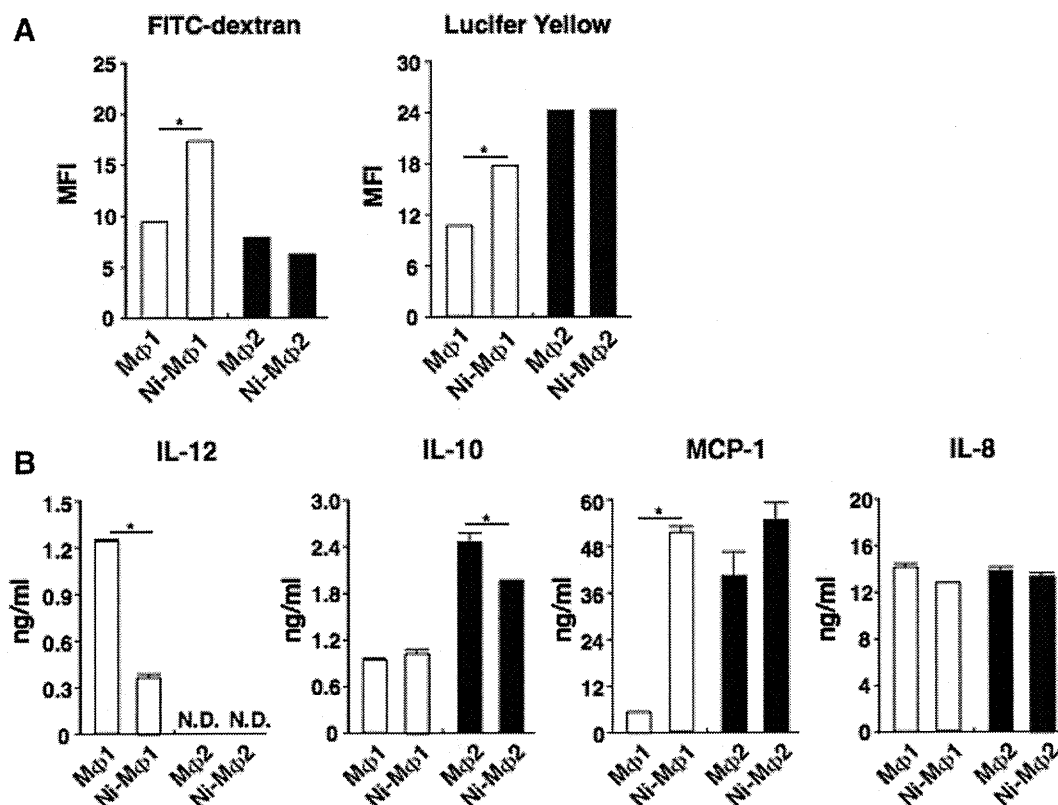 A
FITC-dextran
Lucifer Yellow
25
20
15
10
5
0
MFI
*
Mφ1
Ni-Mφ1
Mφ2
Ni-Mφ2
30
24
18
12
6
0
MFI
*
Mφ1
Ni-Mφ1
Mφ2
Ni-Mφ2
B
IL-12
IL-10
MCP-1
IL-8
1.5
1.2
0.9
0.6
0.3
0
ng/ml
*
N.D. N.D.
Mφ1
Ni-Mφ1
Mφ2
Ni-Mφ2
3.0
2.4
1.8
1.2
0.6
0
ng/ml
*
Mφ1
Ni-Mφ1
Mφ2
Ni-Mφ2
60
48
36
24
12
0
ng/ml
*
Mφ1
Ni-Mφ1
Mφ2
Ni-Mφ2
20
16
12
8
4
0
ng/ml
Mφ1
Ni-Mφ1
Mφ2
Ni-Mφ2